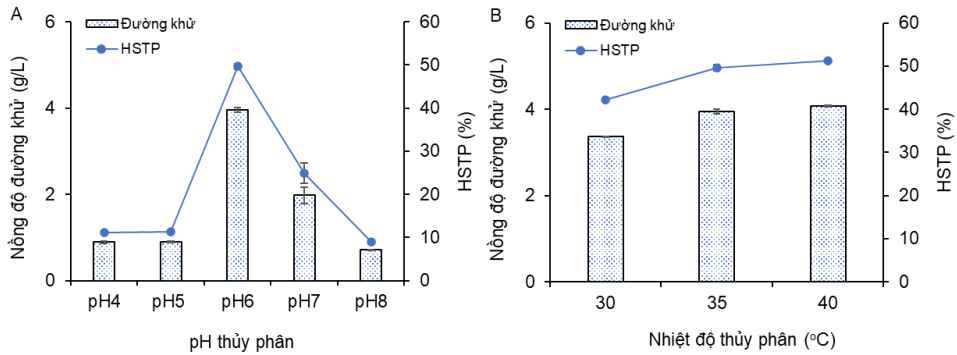 A
Đường khử
HSTP
Nồng độ đường khử (g/L)
6
4
2
0
60
50
40
30
20
10
0
HSTP (%)
pH4 pH5 pH6 pH7 pH8
pH thủy phân
B
Đường khử
HSTP
Nồng độ đường khử (g/L)
6
4
2
0
60
50
40
30
20
10
0
HSTP (%)
30 35 40
Nhiệt độ thủy phân (°C)